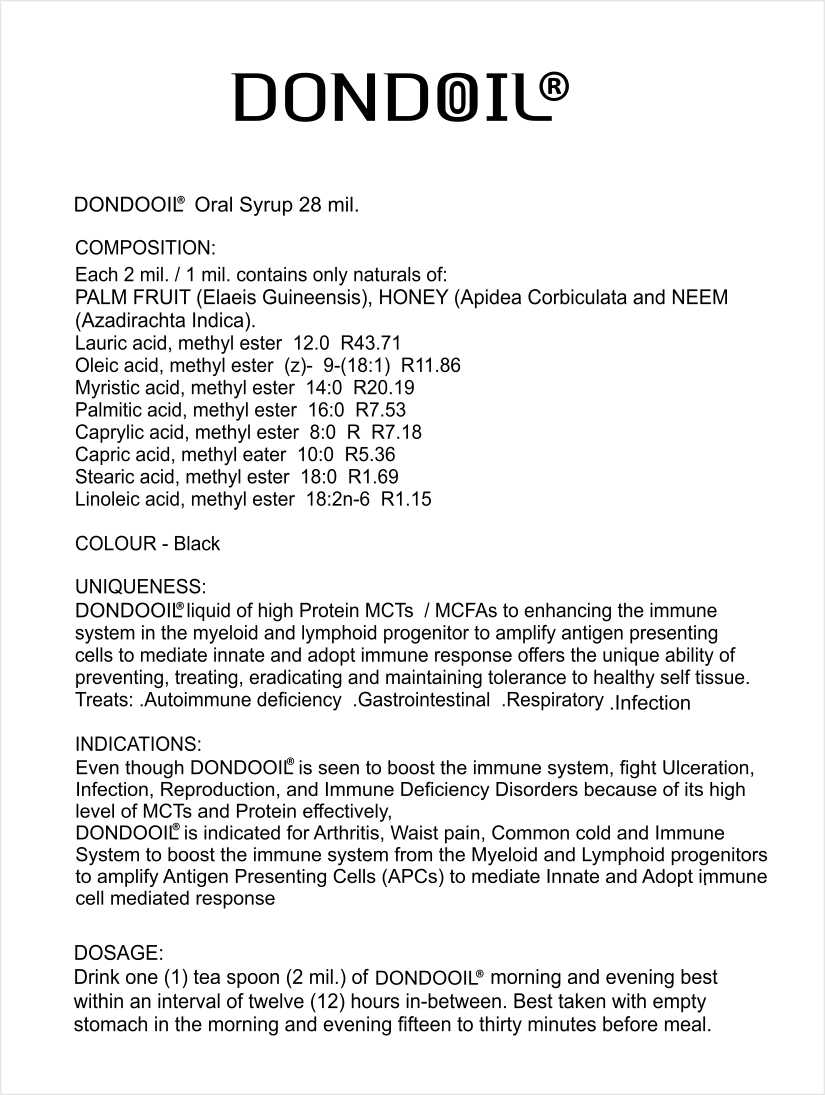 DONDOOIL®
DONDOOIL® Oral Syrup 28 mil.
COMPOSITION:
Each 2 mil. / 1 mil. contains only naturals of:
PALM FRUIT (Elaeis Guineensis), HONEY (Apidea Corbiculata and NEEM
(Azadirachta Indica).
Lauric acid, methyl ester 12.0 R43.71
Oleic acid, methyl ester (z)- 9-(18:1) R11.86
Myristic acid, methyl ester 14:0 R20.19
Palmitic acid, methyl ester 16:0 R7.53
Caprylic acid, methyl ester 8:0 R R7.18
Capric acid, methyl eater 10:0 R5.36
Stearic acid, methyl ester 18:0 R1.69
Linoleic acid, methyl ester 18:2n-6 R1.15
COLOUR - Black
UNIQUENESS:
DONDOOIL® liquid of high Protein MCTs / MCFAs to enhancing the immune
system in the myeloid and lymphoid progenitor to amplify antigen presenting
cells to mediate innate and adopt immune response offers the unique ability of
preventing, treating, eradicating and maintaining tolerance to healthy self tissue.
Treats: .Autoimmune deficiency .Gastrointestinal .Respiratory .Infection
INDICATIONS:
Even though DONDOOIL® is seen to boost the immune system, fight Ulceration,
Infection, Reproduction, and Immune Deficiency Disorders because of its high
level of MCTs and Protein effectively,
DONDOOIL® is indicated for Arthritis, Waist pain, Common cold and Immune
System to boost the immune system from the Myeloid and Lymphoid progenitors
to amplify Antigen Presenting Cells (APCs) to mediate Innate and Adopt immune
cell mediated response
DOSAGE:
Drink one (1) tea spoon (2 mil.) of DONDOOIL® morning and evening best
within an interval of twelve (12) hours in-between. Best taken with empty
stomach in the morning and evening fifteen to thirty minutes before meal.